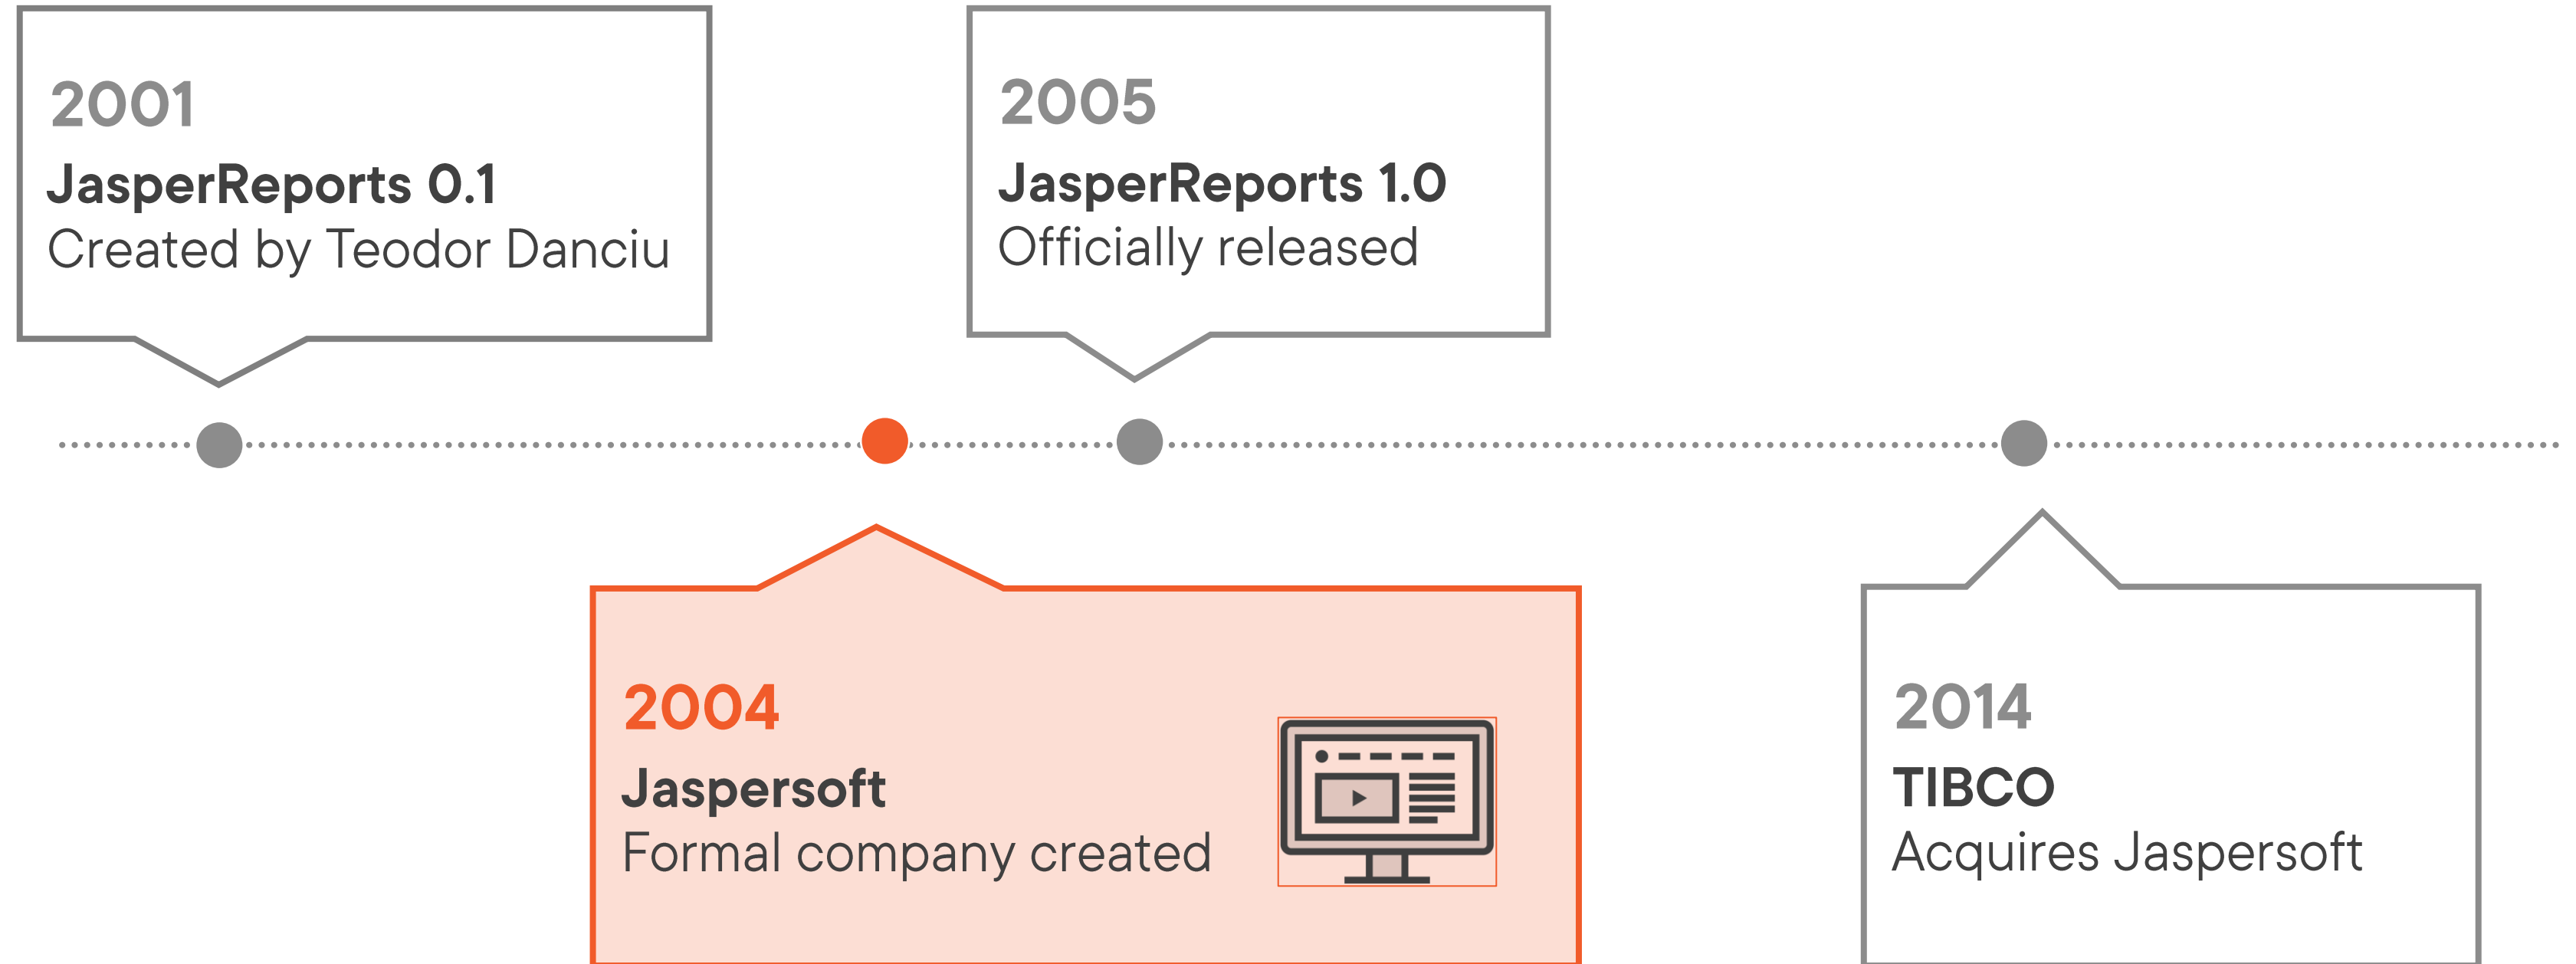 2001
JasperReports 0.1
Created by Teodor Danciu
2005
JasperReports 1.0
Officially released
2004
Jaspersoft
Formal company created
2014
TIBCO
Acquires Jaspersoft